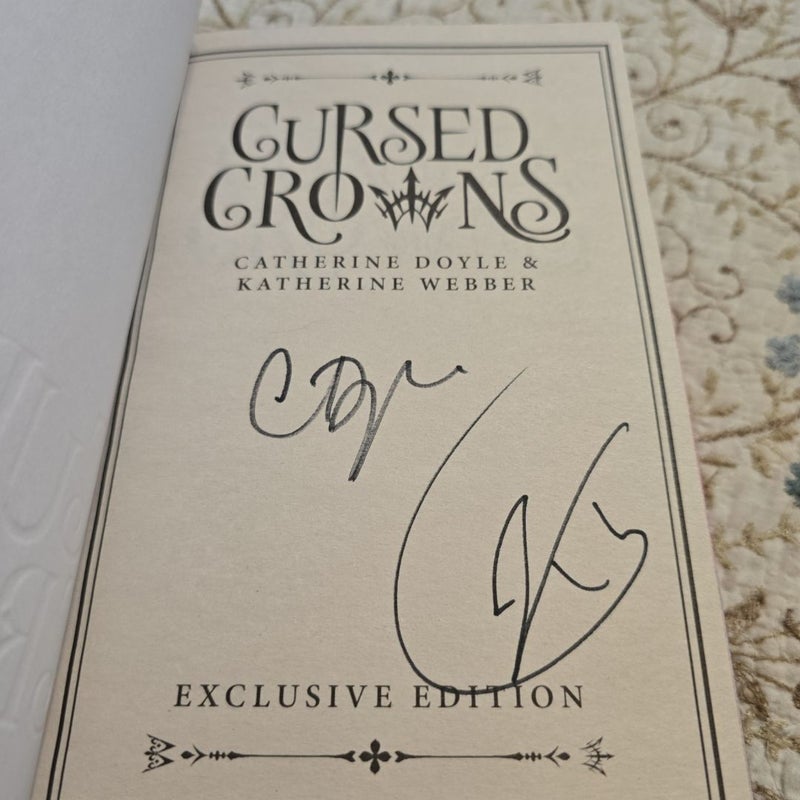 CURSED
CROWNS
CATHERINE DOYLE &
KATHERINE WEBBER
EXCLUSIVE EDITION